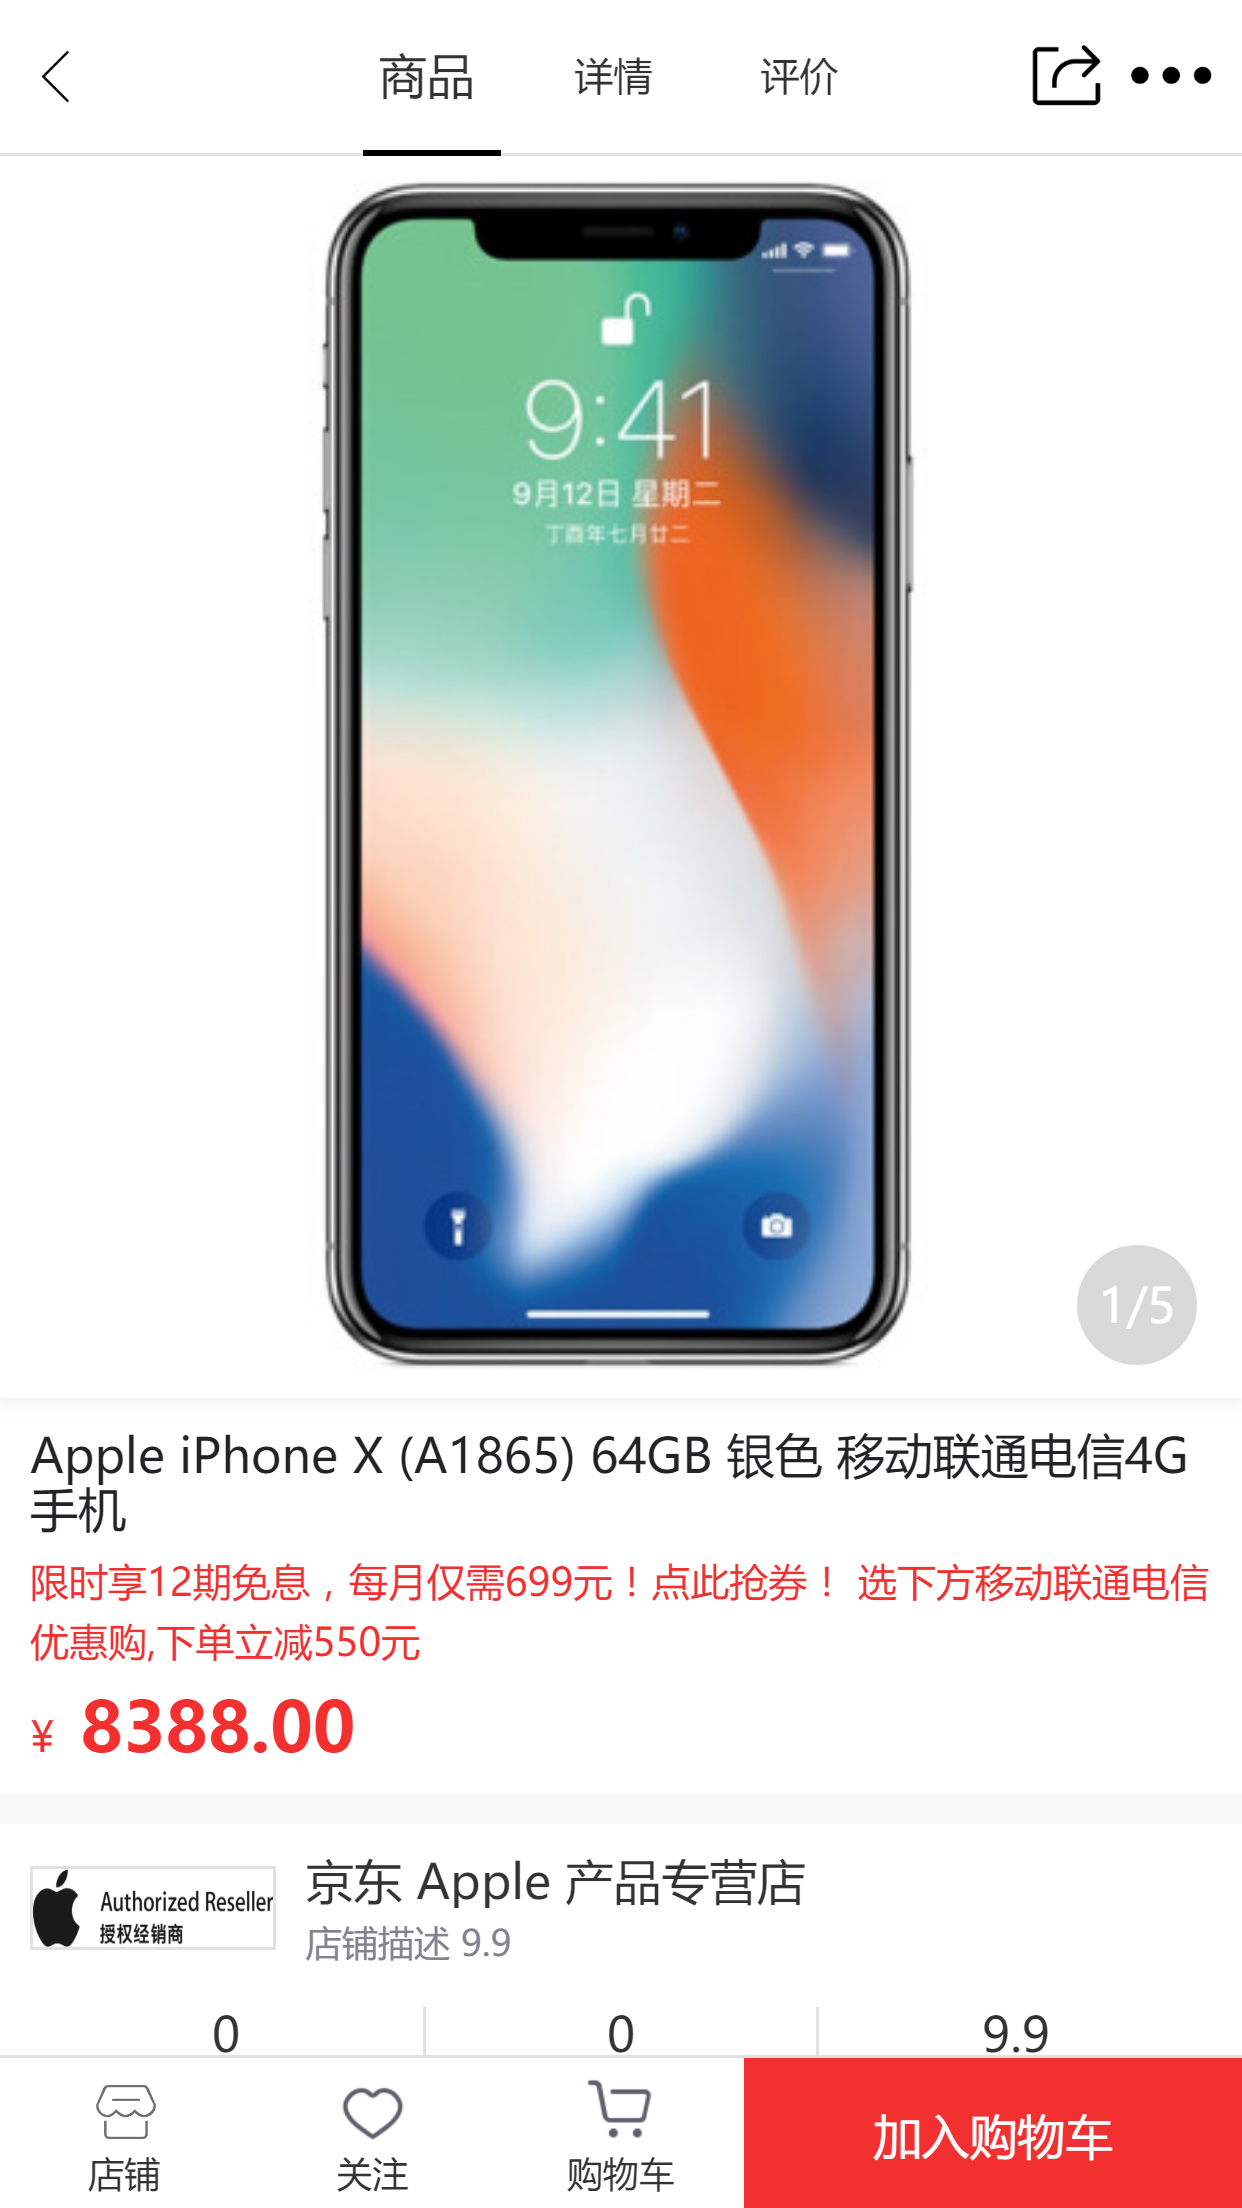 商品 详情 评价
9:41
9月12日 星期二
丁酉年七月廿二
1/5
Apple iPhone X (A1865) 64GB 银色 移动联通电信4G
手机
限时享12期免息，每月仅需699元！点此抢券！ 选下方移动联通电信
优惠购,下单立减550元
¥ 8388.00
Authorized Reseller
授权经销商
京东 Apple 产品专营店
店铺描述 9.9
0 0 9.9
店铺 关注 购物车 加入购物车